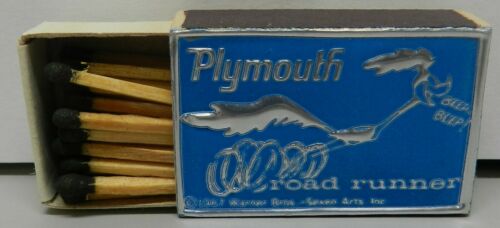 Plymouth
BEEP-
BEEP!
road runner
© 1967 Warner Bros.-Seven Arts Inc